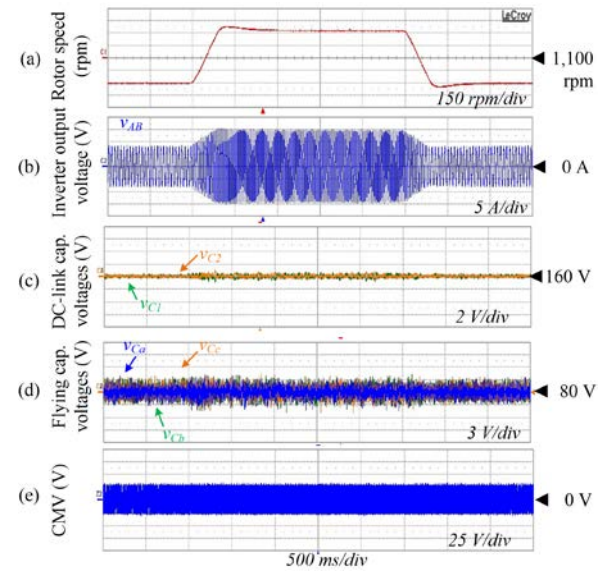 LeCroy
(a)
Rotor speed
(rpm)
1,100
rpm
150 rpm/div
(b)
Inverter output
voltage (V)
vAB
0 A
5 A/div
(c)
DC-link cap.
voltages (V)
vC2
vC1
160 V
2 V/div
(d)
Flying cap.
voltages (V)
vCa
vCc
vCb
80 V
3 V/div
(e)
CMV (V)
0 V
25 V/div
500 ms/div